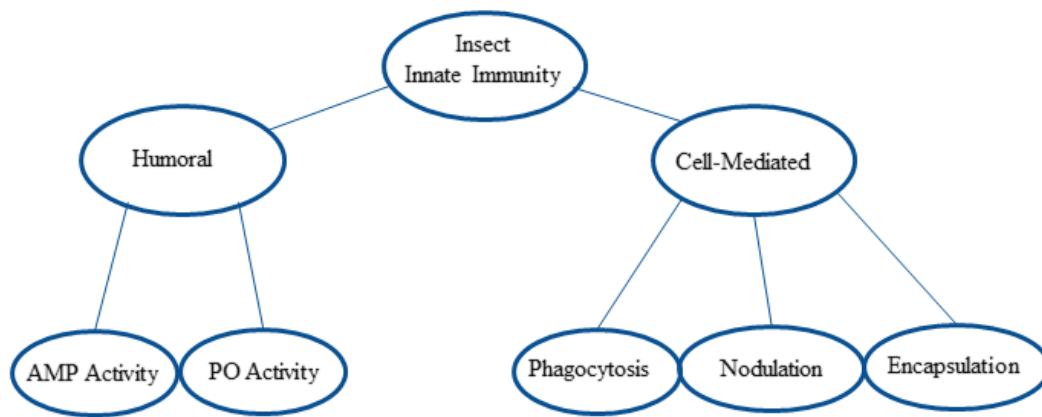 Insect
Innate Immunity
Humoral
Cell-Mediated
AMP Activity
PO Activity
Phagocytosis
Nodulation
Encapsulation